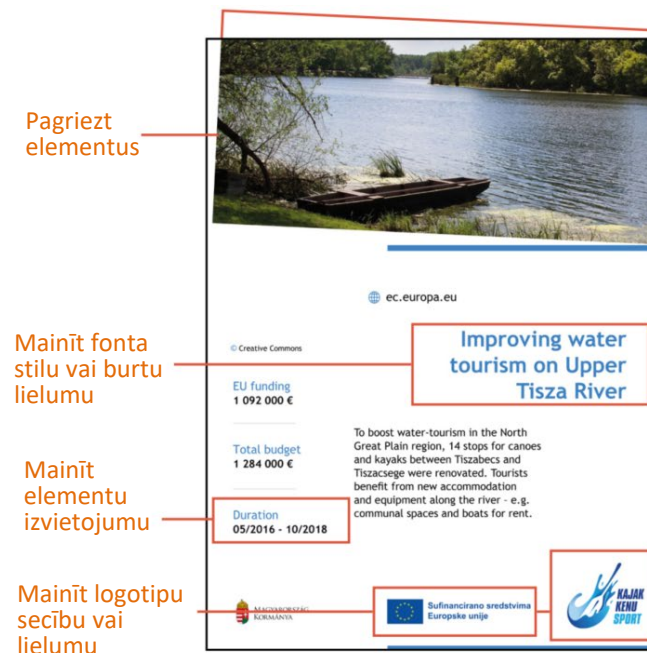 Pagriezt
elementus
ec.europa.eu
Mainīt fonta
stilu vai burtu
lielumu
© Creative Commons
Improving water
tourism on Upper
Tisza River
EU funding
1 092 000 €
Total budget
1 284 000 €
To boost water-tourism in the North
Great Plain region, 14 stops for canoes
and kayaks between Tiszabecs and
Tiszacsege were renovated. Tourists
benefit from new accommodation
and equipment along the river - e.g.
communal spaces and boats for rent.
Mainīt
elementu
izvietojumu
Duration
05/2016 - 10/2018
Mainīt logotipu
secību vai
lielumu
Magyarország
Kormánya
Sufinancirano sredstvima
Europske unije
KAJAK
KENU
SPORT